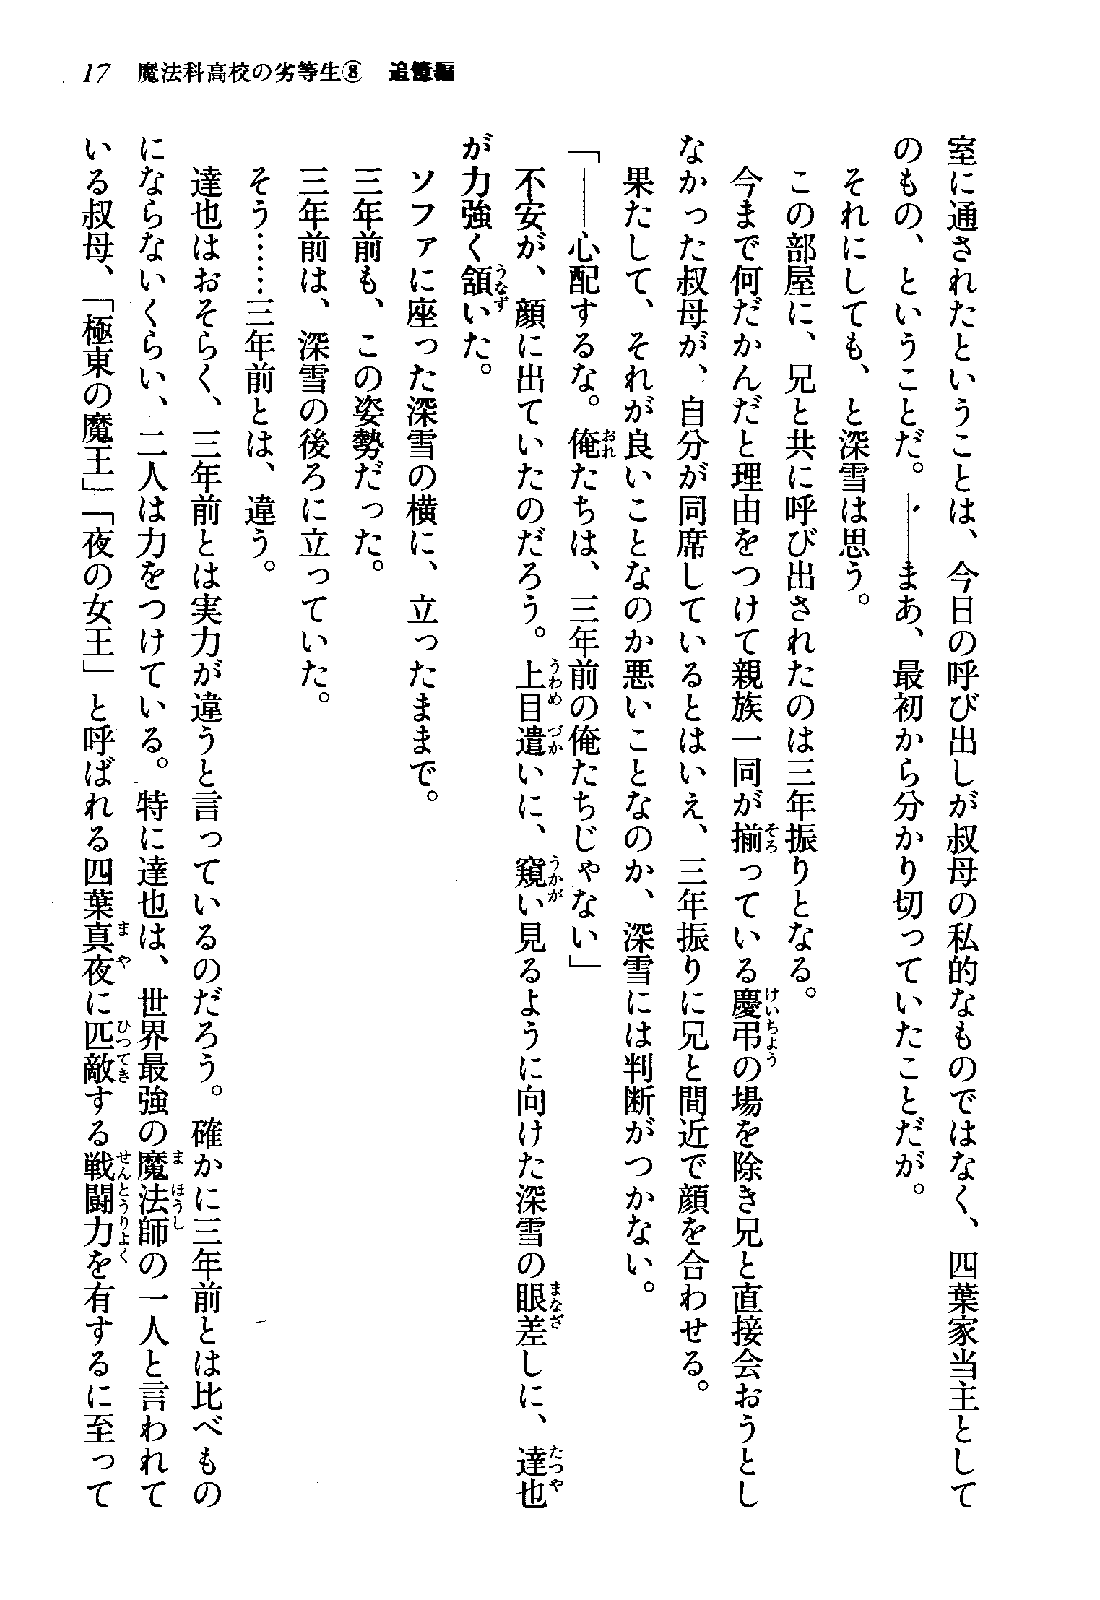 17 魔法科高校の劣等生⑧ 追憶編
室に通されたということは、今日の呼び出しが叔母の私的なものではなく、四葉家当主として
のもの、ということだ。――まあ、最初から分かり切っていたことだが。
それにしても、と深雪は思う。
この部屋に、兄と共に呼び出されたのは三年振りとなる。
今まで何だかんだと理由をつけて親族一同が揃っている慶弔の場を除き兄と直接会おうとし
なかった叔母が、自分が同席しているとはいえ、三年振りに兄と間近で顔を合わせる。
果たして、それが良いことなのか悪いことなのか、深雪には判断がつかない。
「――心配するな。俺たちは、三年前の俺たちじゃない」
不安が、顔に出ていたのだろう。上目遣いに、窺い見るように向けた深雪の眼差しに、達也
が力強く頷いた。
ソファに座った深雪の横に、立ったままで。
三年前も、この姿勢だった。
三年前は、深雪の後ろに立っていた。
そう……三年前とは、違う。
達也はおそらく、三年前とは実力が違うと言っているのだろう。確かに三年前とは比べもの
にならないくらい、二人は力をつけている。特に達也は、世界最強の魔法師の一人と言われて
いる叔母、「極東の魔王」「夜の女王」と呼ばれる四葉真夜に匹敵する戦闘力を有するに至って